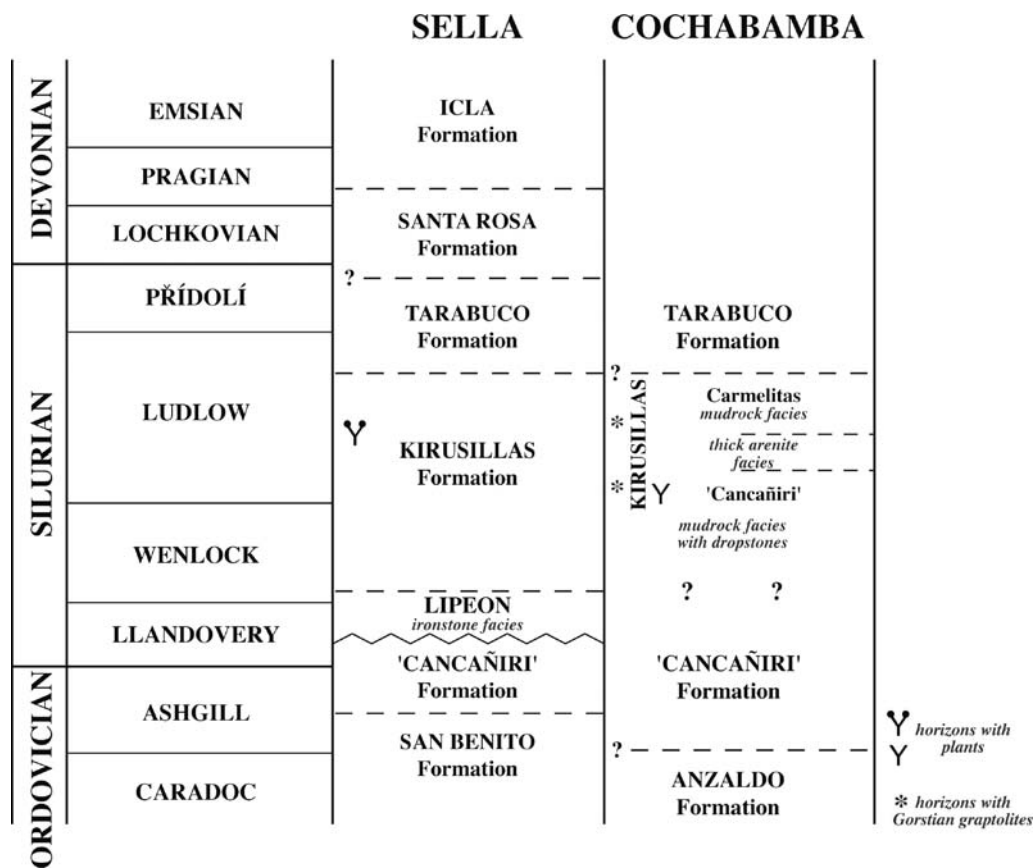 SELLA
COCHABAMBA
DEVONIAN
EMSIAN
PRAGIAN
LOCHKOVIAN
SILURIAN
PŘÍDOLÍ
LUDLOW
WENLOCK
LLANDOVERY
ORDOVICIAN
ASHGILL
CARADOC
ICLA
Formation
SANTA ROSA
Formation
?
TARABUCO
Formation
KIRUSILLAS
Formation
LIPEON
ironstone facies
'CANCAÑIRI'
Formation
SAN BENITO
Formation
TARABUCO
Formation
?
KIRUSILLAS
*
*
Carmelitas
mudrock facies
thick arenite
facies
'Cancañiri'
mudrock facies
with dropstones
? ?
'CANCAÑIRI'
Formation
?
ANZALDO
Formation
horizons with
plants
* horizons with
Gorstian graptolites